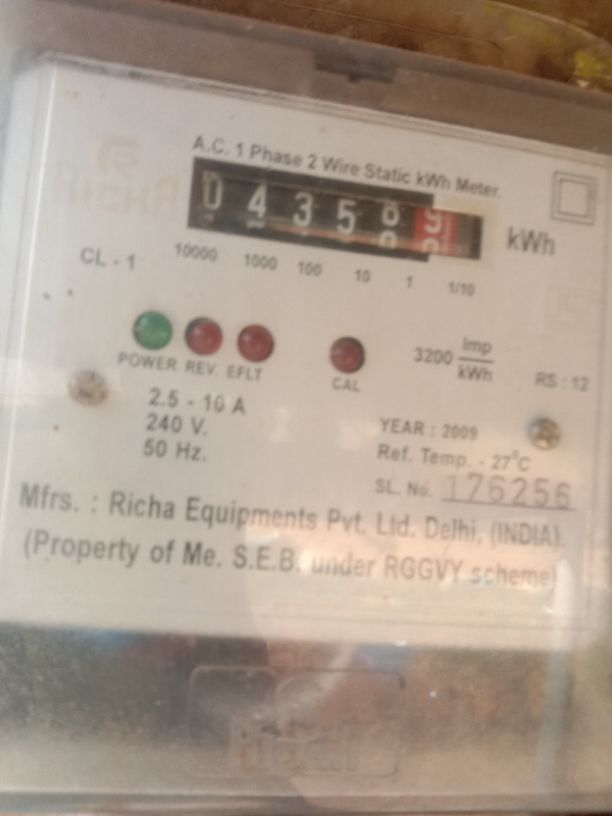 A.C. 1 Phase 2 Wire Static kWh Meter.
0 4 3 5 8 kWh
CL - 1 10000 1000 100 10 1 1/10
POWER REV. EFLT CAL 3200 Imp/kWh RS : 12
2.5 - 10 A
240 V.
50 Hz.
YEAR : 2009
Ref. Temp. - 27°C
SL. No. 176256
Mfrs. : Richa Equipments Pvt. Ltd. Delhi, (INDIA).
(Property of Me. S.E.B. under RGGVY scheme)